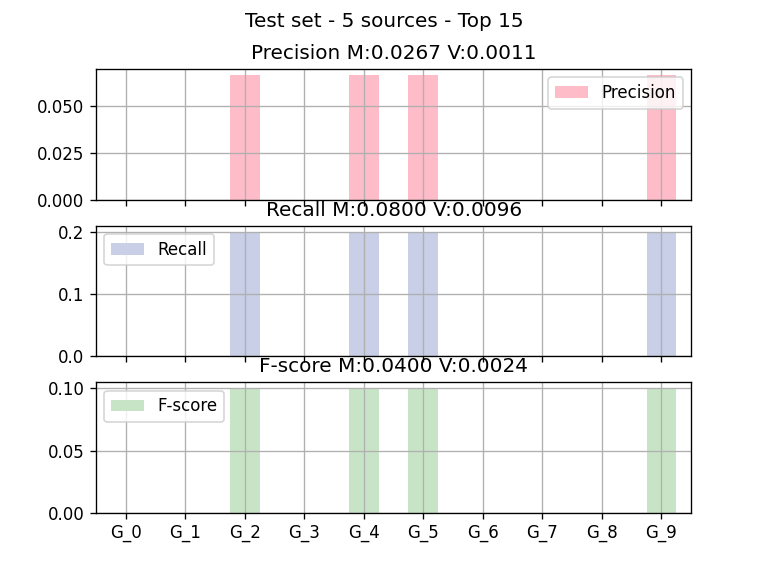 Test set - 5 sources - Top 15
Precision M:0.0267 V:0.0011
0.050
0.025
0.000
Precision
Recall M:0.0800 V:0.0096
0.2
0.1
0.0
Recall
F-score M:0.0400 V:0.0024
0.10
0.05
0.00
F-score
G_0 G_1 G_2 G_3 G_4 G_5 G_6 G_7 G_8 G_9